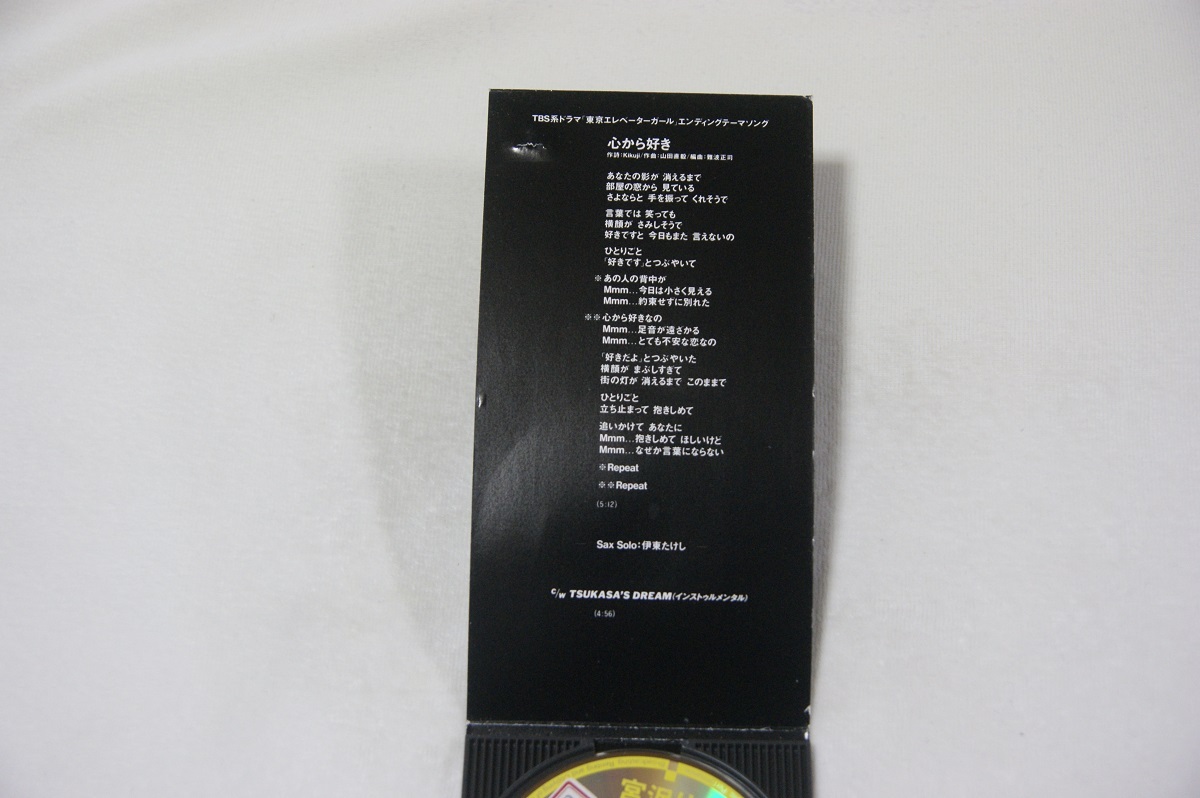 TBS系ドラマ「東京エレベーターガール」エンディングテーマソング
心から好き
作詩：Kikuji/作曲：山田直毅/編曲：難波正司
あなたの影が 消えるまで
部屋の窓から 見ている
さよならと 手を振って くれそうで
言葉では 笑っても
横顔が さみしそうで
好きですと 今日もまた 言えないの
ひとりごと
「好きです」とつぶやいて
※あの人の背中が
Mmm…今日は小さく見える
Mmm…約束せずに別れた
※※心から好きなの
Mmm…足音が遠ざかる
Mmm…とても不安な恋なの
「好きだよ」とつぶやいた
横顔が まぶしすぎて
街の灯が 消えるまで このままで
ひとりごと
立ち止まって 抱きしめて
追いかけて あなたに
Mmm…抱きしめて ほしいけど
Mmm…なぜか言葉にならない
※Repeat
※※Repeat
(5:12)
Sax Solo：伊東たけし
c/w TSUKASA'S DREAM(インストゥルメンタル)
(4:56)
宮沢